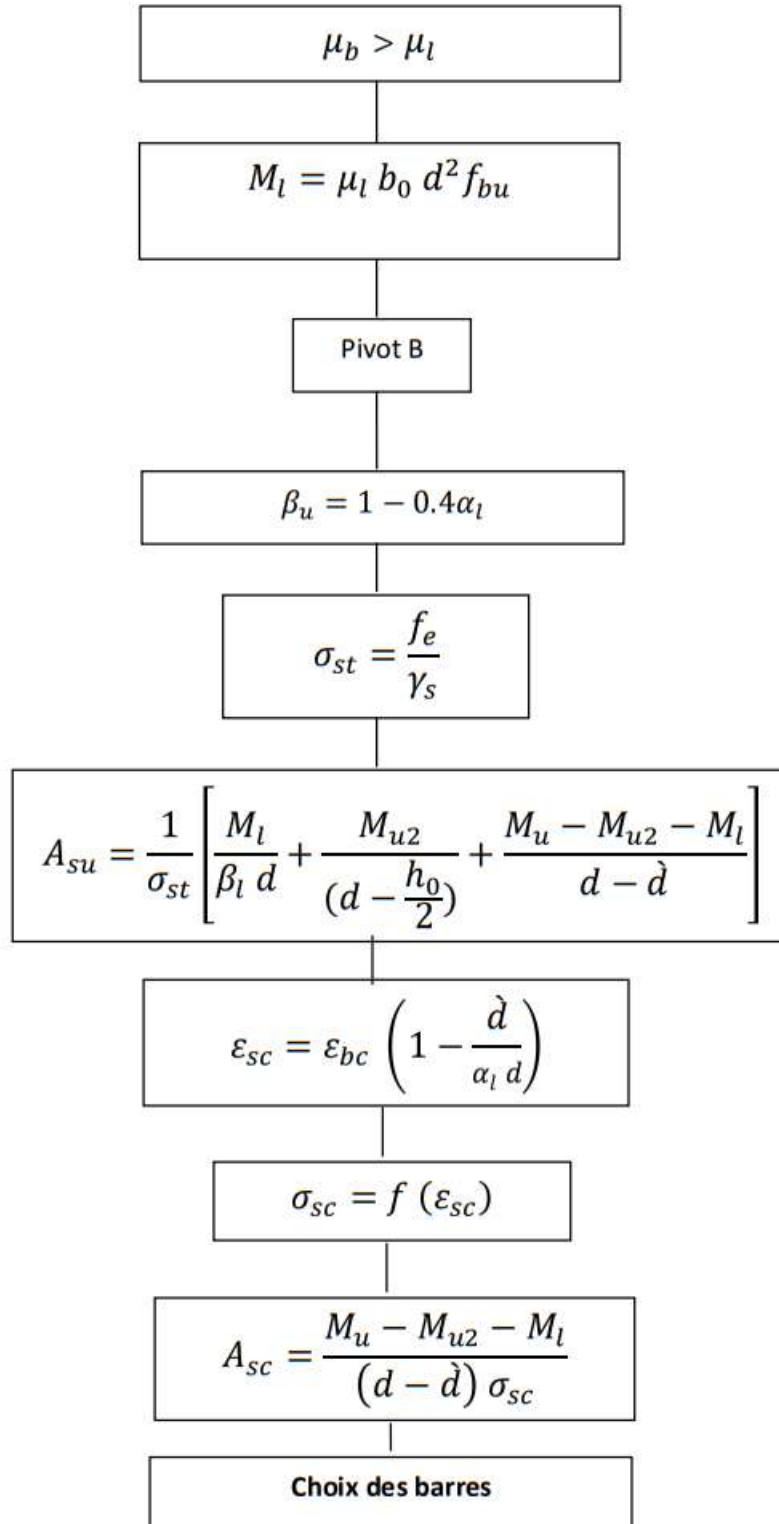 μ_b > μ_l
M_l = μ_l b_0 d² f_bu
Pivot B
β_u = 1 − 0.4α_l
σ_st = f_e / γ_s
A_su = 1/σ_st [ M_l / (β_l d) + M_u2 / (d − h_0/2) + (M_u − M_u2 − M_l) / (d − d̀) ]
ε_sc = ε_bc (1 − d̀ / (α_l d))
σ_sc = f (ε_sc)
A_sc = (M_u − M_u2 − M_l) / ((d − d̀) σ_sc)
Choix des barres